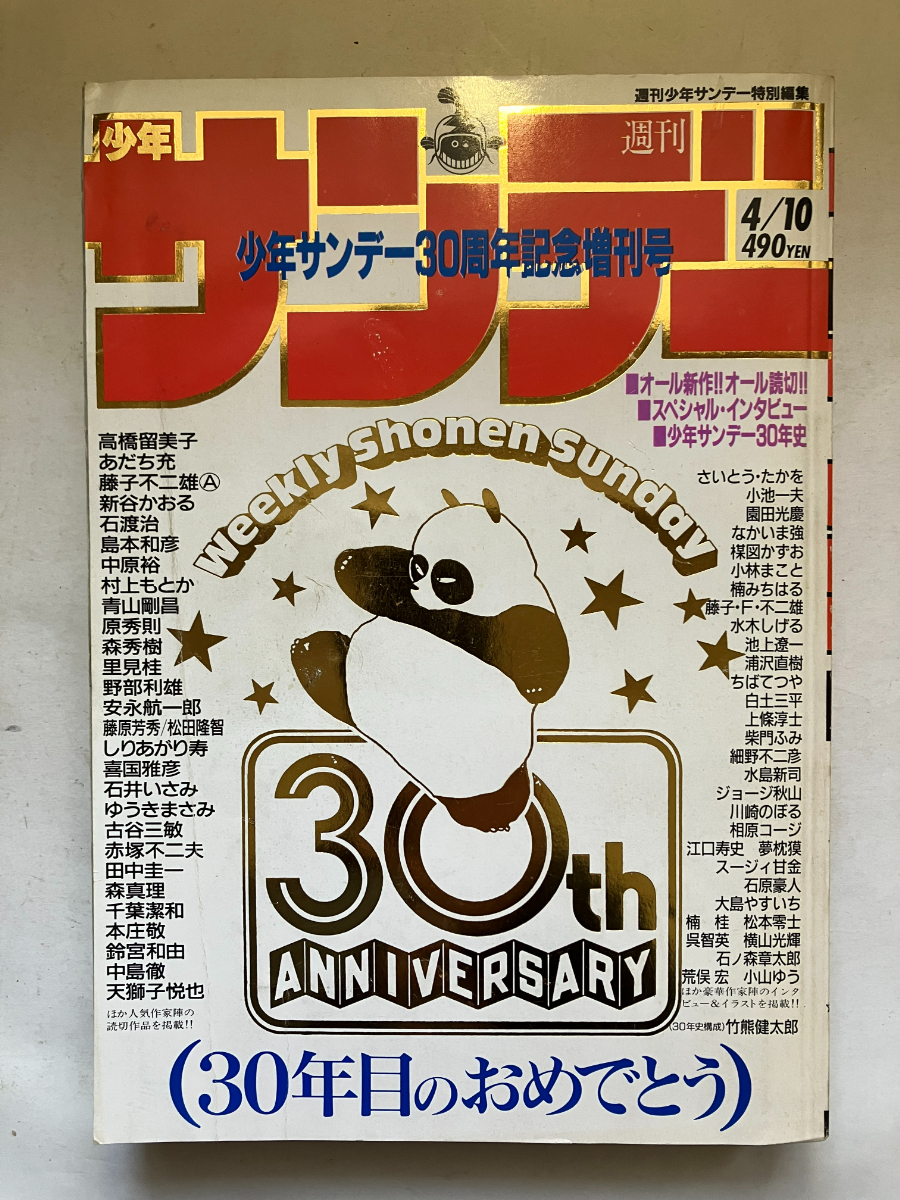 週刊少年サンデー特別編集
少年
週刊
サンデー
4/10
490YEN
少年サンデー30周年記念増刊号
■オール新作!!オール読切!!
■スペシャル・インタビュー
■少年サンデー30年史
Weekly Shonen Sunday
高橋留美子
あだち充
藤子不二雄Ⓐ
新谷かおる
石渡治
島本和彦
中原裕
村上もとか
青山剛昌
原秀則
森秀樹
里見桂
野部利雄
安永航一郎
藤原芳秀/松田隆智
しりあがり寿
喜国雅彦
石井いさみ
ゆうきまさみ
古谷三敏
赤塚不二夫
田中圭一
森真理
千葉潔和
本庄敬
鈴宮和由
中島徹
天獅子悦也
ほか人気作家陣の
読切作品を掲載!!
さいとう・たかを
小池一夫
園田光慶
なかいま強
楳図かずお
小林まこと
楠みちはる
藤子・F・不二雄
水木しげる
池上遼一
浦沢直樹
ちばてつや
白土三平
上條淳士
柴門ふみ
細野不二彦
水島新司
ジョージ秋山
川崎のぼる
相原コージ
江口寿史 夢枕獏
スージィ甘金
石原豪人
大島やすいち
楠 桂 松本零士
呉智英 横山光輝
石ノ森章太郎
荒俣 宏 小山ゆう
ほか豪華作家陣のインタ
ビュー&イラストを掲載!!
(30年史構成)竹熊健太郎
30th
ANNIVERSARY
(30年目のおめでとう)